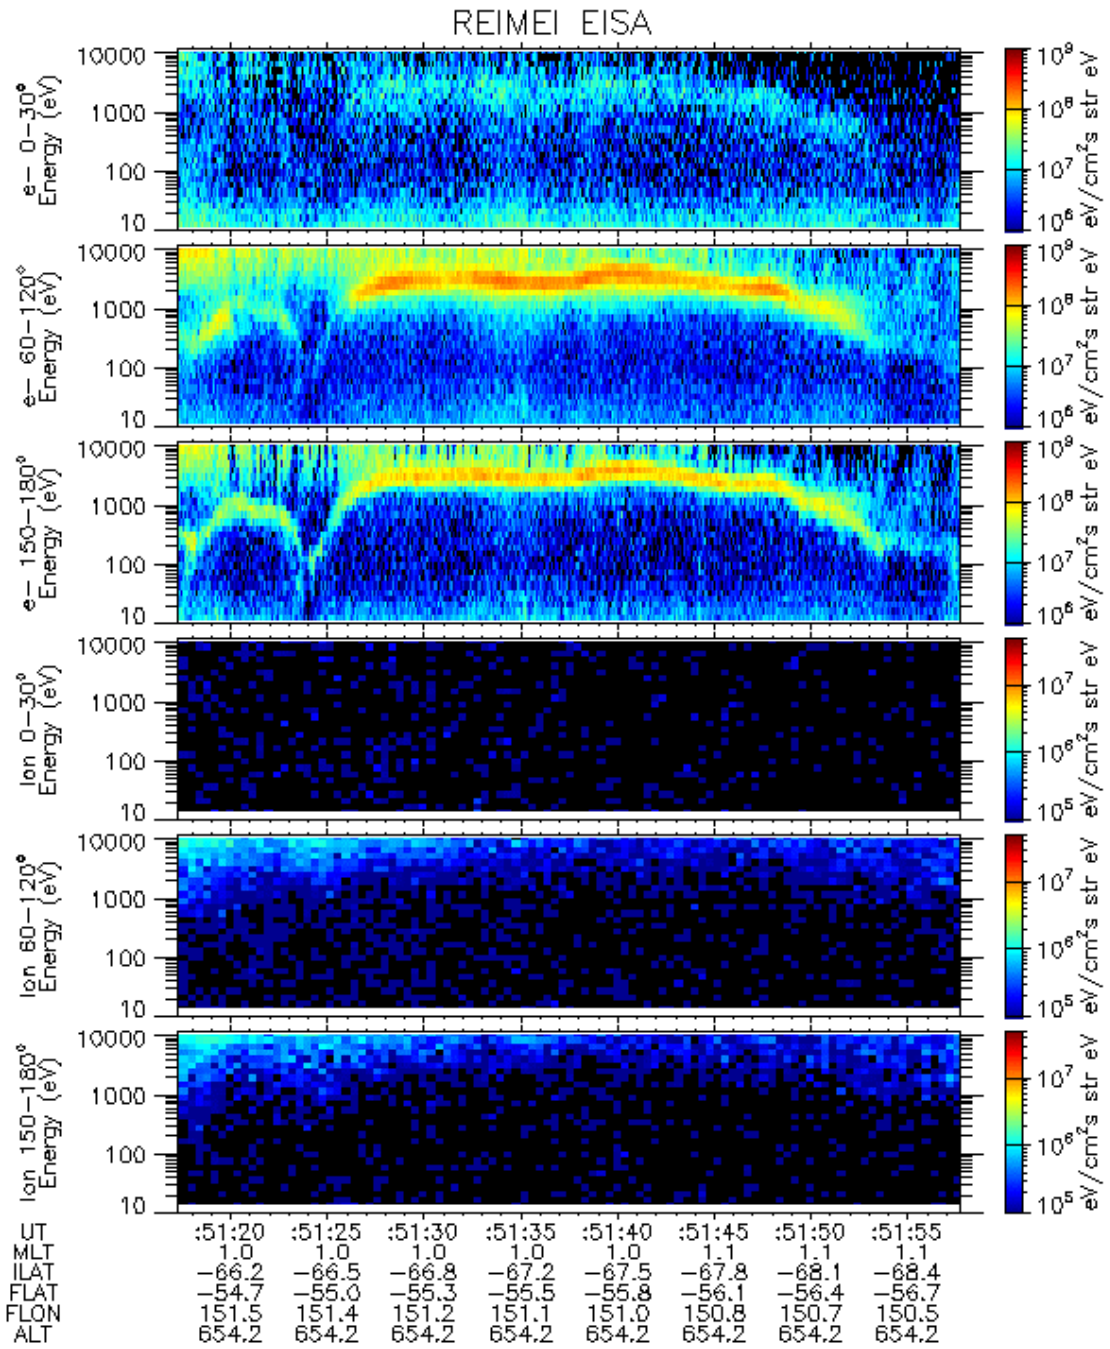 REIMEI EISA
e- 0-30°
Energy (eV)
10000
1000
100
10
10⁹
10⁸
10⁷
10⁶
eV/cm²s str eV
e- 60-120°
Energy (eV)
10000
1000
100
10
10⁹
10⁸
10⁷
10⁶
eV/cm²s str eV
e- 150-180°
Energy (eV)
10000
1000
100
10
10⁹
10⁸
10⁷
10⁶
eV/cm²s str eV
Ion 0-30°
Energy (eV)
10000
1000
100
10
10⁷
10⁶
10⁵
eV/cm²s str eV
Ion 60-120°
Energy (eV)
10000
1000
100
10
10⁷
10⁶
10⁵
eV/cm²s str eV
Ion 150-180°
Energy (eV)
10000
1000
100
10
10⁷
10⁶
10⁵
eV/cm²s str eV
UT :51:20 :51:25 :51:30 :51:35 :51:40 :51:45 :51:50 :51:55
MLT 1.0 1.0 1.0 1.0 1.0 1.1 1.1 1.1
ILAT -66.2 -66.5 -66.8 -67.2 -67.5 -67.8 -68.1 -68.4
FLAT -54.7 -55.0 -55.3 -55.5 -55.8 -56.1 -56.4 -56.7
FLON 151.5 151.4 151.2 151.1 151.0 150.8 150.7 150.5
ALT 654.2 654.2 654.2 654.2 654.2 654.2 654.2 654.2